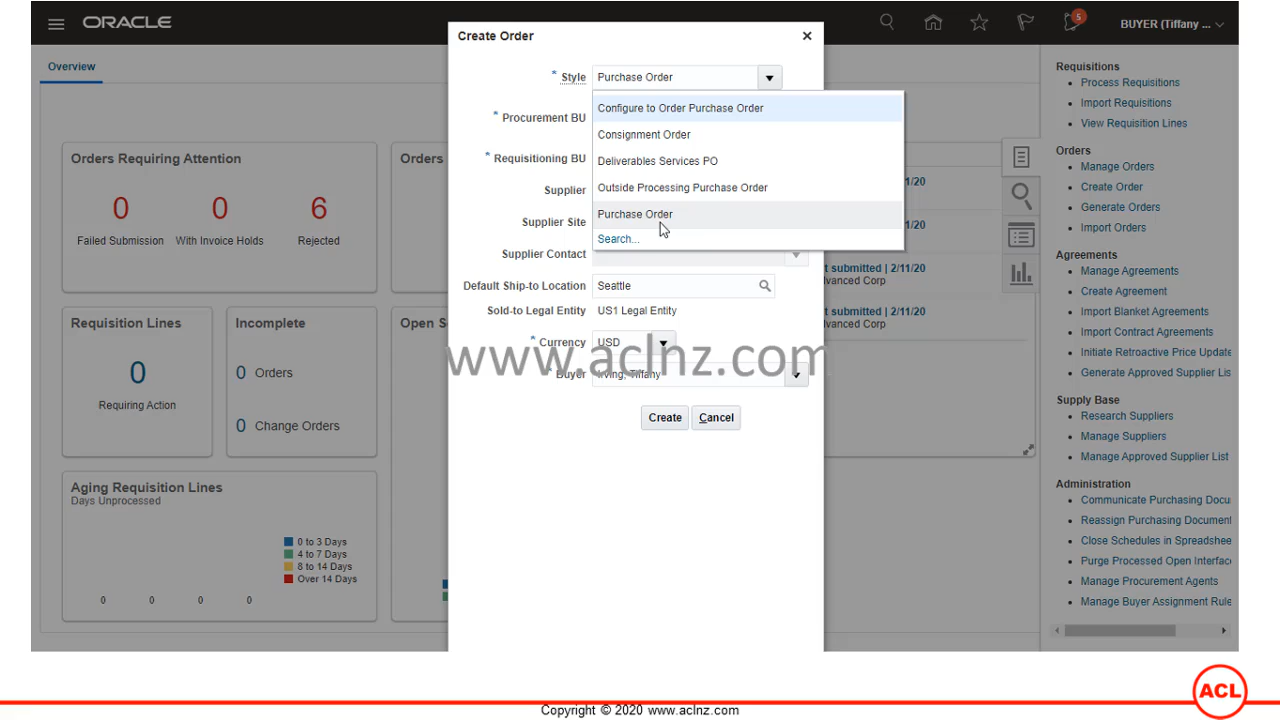 ORACLE
5
BUYER (Tiffany ...
Overview
Orders Requiring Attention
0
0
6
Failed Submission
With Invoice Holds
Rejected
Orders
Requisition Lines
0
Requiring Action
Incomplete
0 Orders
0 Change Orders
Open S
Aging Requisition Lines
Days Unprocessed
0 to 3 Days
4 to 7 Days
8 to 14 Days
Over 14 Days
0 0 0 0
1/20
1/20
t submitted | 2/11/20
dvanced Corp
t submitted | 2/11/20
dvanced Corp
Create Order
* Style Purchase Order
Configure to Order Purchase Order
Consignment Order
Deliverables Services PO
Outside Processing Purchase Order
Purchase Order
Search...
* Procurement BU
* Requisitioning BU
Supplier
Supplier Site
Supplier Contact
Default Ship-to Location Seattle
Sold-to Legal Entity US1 Legal Entity
* Currency USD
* Buyer Irving, Tiffany
Create Cancel
www.aclnz.com
Requisitions
Process Requisitions
Import Requisitions
View Requisition Lines
Orders
Manage Orders
Create Order
Generate Orders
Import Orders
Agreements
Manage Agreements
Create Agreement
Import Blanket Agreements
Import Contract Agreements
Initiate Retroactive Price Update
Generate Approved Supplier Lis
Supply Base
Research Suppliers
Manage Suppliers
Manage Approved Supplier List
Administration
Communicate Purchasing Docu
Reassign Purchasing Document
Close Schedules in Spreadshee
Purge Processed Open Interfac
Manage Procurement Agents
Manage Buyer Assignment Rule
ACL
Copyright © 2020 www.aclnz.com